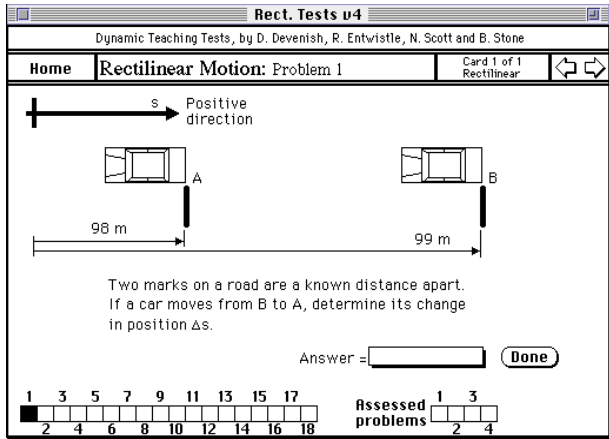 Rect. Tests v4
Dynamic Teaching Tests, by D. Devenish, R. Entwistle, N. Scott and B. Stone
Home
Rectilinear Motion: Problem 1
Card 1 of 1
Rectilinear
s
Positive
direction
A
B
98 m
99 m
Two marks on a road are a known distance apart.
If a car moves from B to A, determine its change
in position Δs.
Answer =
Done
1 3 5 7 9 11 13 15 17
2 4 6 8 10 12 14 16 18
Assessed
problems
1 3
2 4